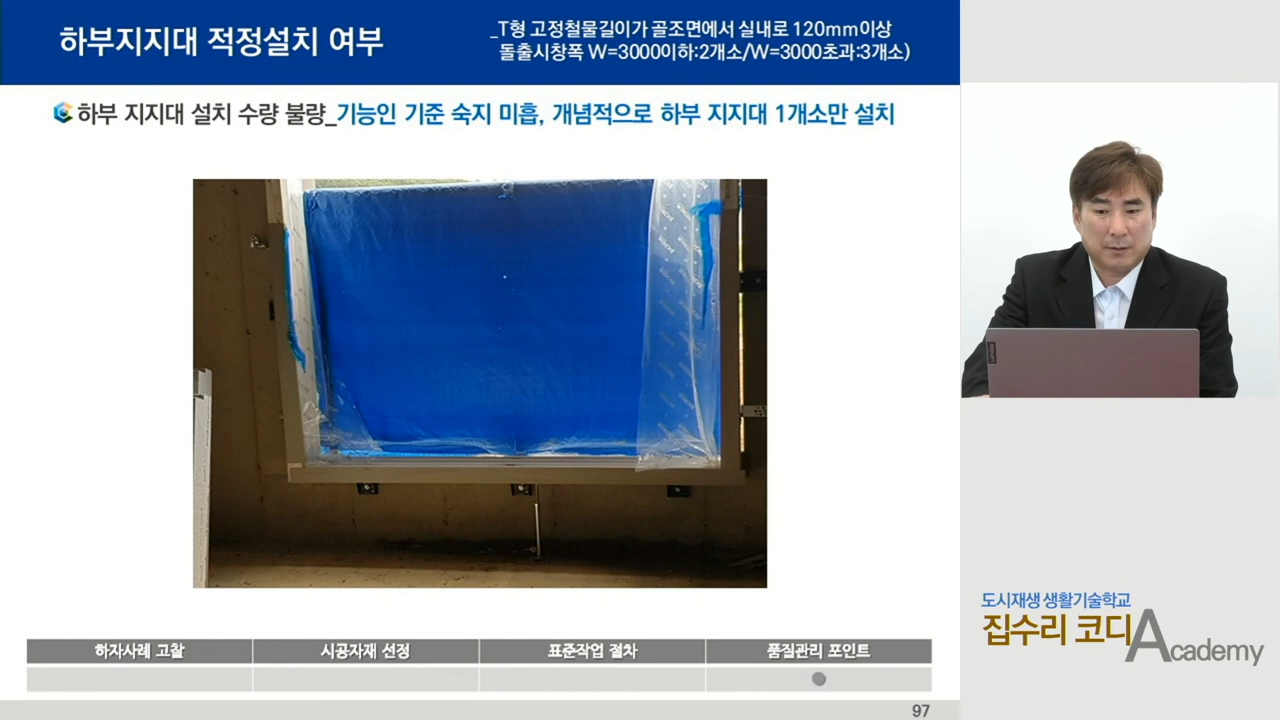 하부지지대 적정설치 여부
_T형 고정철물길이가 골조면에서 실내로 120mm이상
돌출시창폭 W=3000이하:2개소/W=3000초과:3개소)
하부 지지대 설치 수량 불량_기능인 기준 숙지 미흡, 개념적으로 하부 지지대 1개소만 설치
하자사례 고찰
시공자재 선정
표준작업 절차
품질관리 포인트
97
Lenovo
도시재생 생활기술학교
집수리 코디 Academy